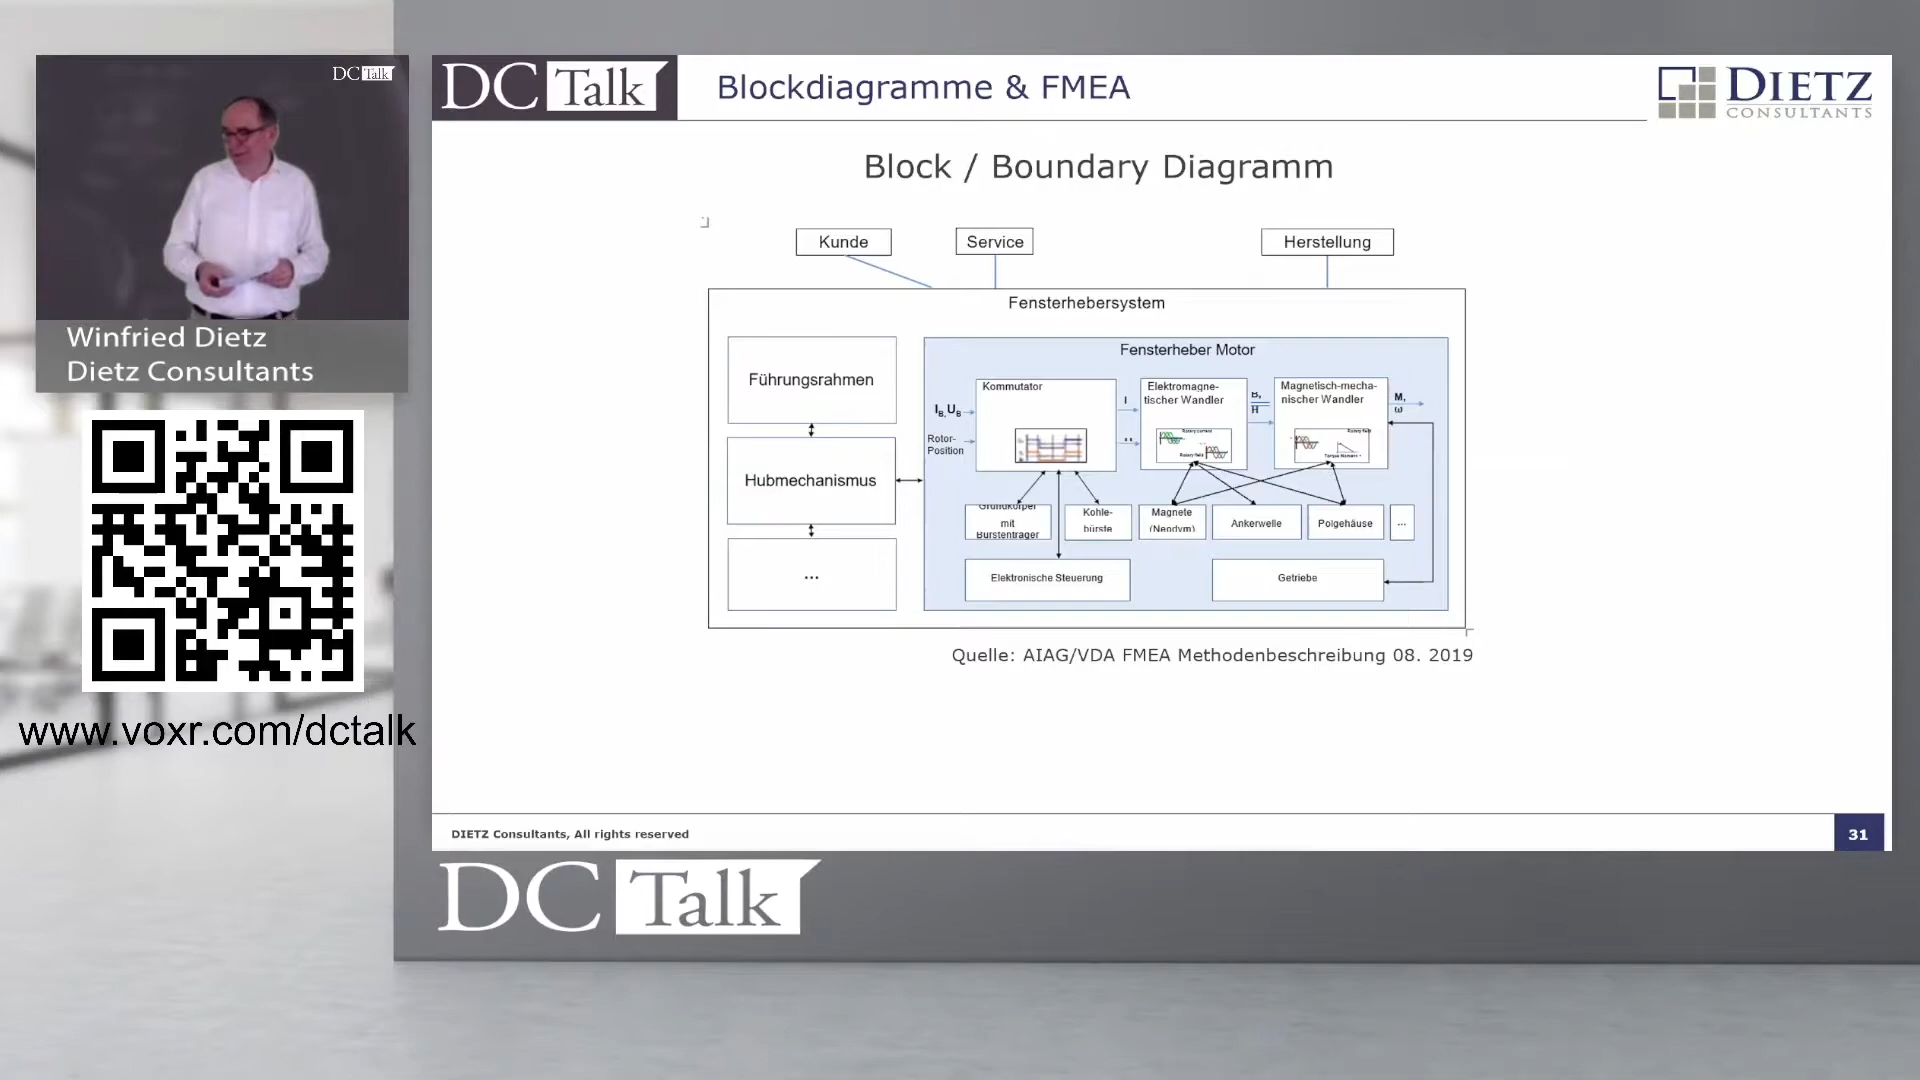 DC Talk
Winfried Dietz
Dietz Consultants
www.voxr.com/dctalk
DC Talk
Blockdiagramme & FMEA
DIETZ
CONSULTANTS
Block / Boundary Diagramm
Kunde
Service
Herstellung
Fensterhebersystem
Führungsrahmen
Hubmechanismus
...
Fensterheber Motor
I_B, U_B
Rotor-
Position
Kommutator
I
Elektromagne-
tischer Wandler
B,
H
Magnetisch-mecha-
nischer Wandler
M,
ω
Grundkörper
mit
Bürstenträger
Kohle-
bürste
Magnete
(Neodym)
Ankerwelle
Polgehäuse
...
Elektronische Steuerung
Getriebe
Quelle: AIAG/VDA FMEA Methodenbeschreibung 08. 2019
DIETZ Consultants, All rights reserved
31
DC Talk